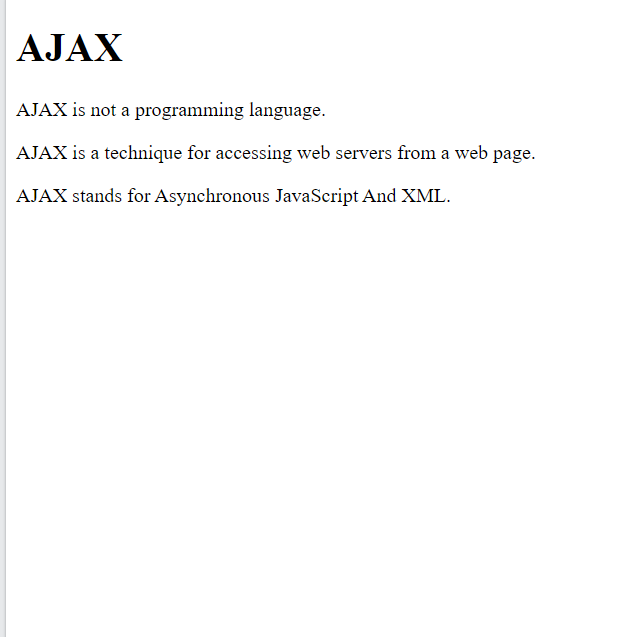 AJAX
AJAX is not a programming language.
AJAX is a technique for accessing web servers from a web page.
AJAX stands for Asynchronous JavaScript And XML.